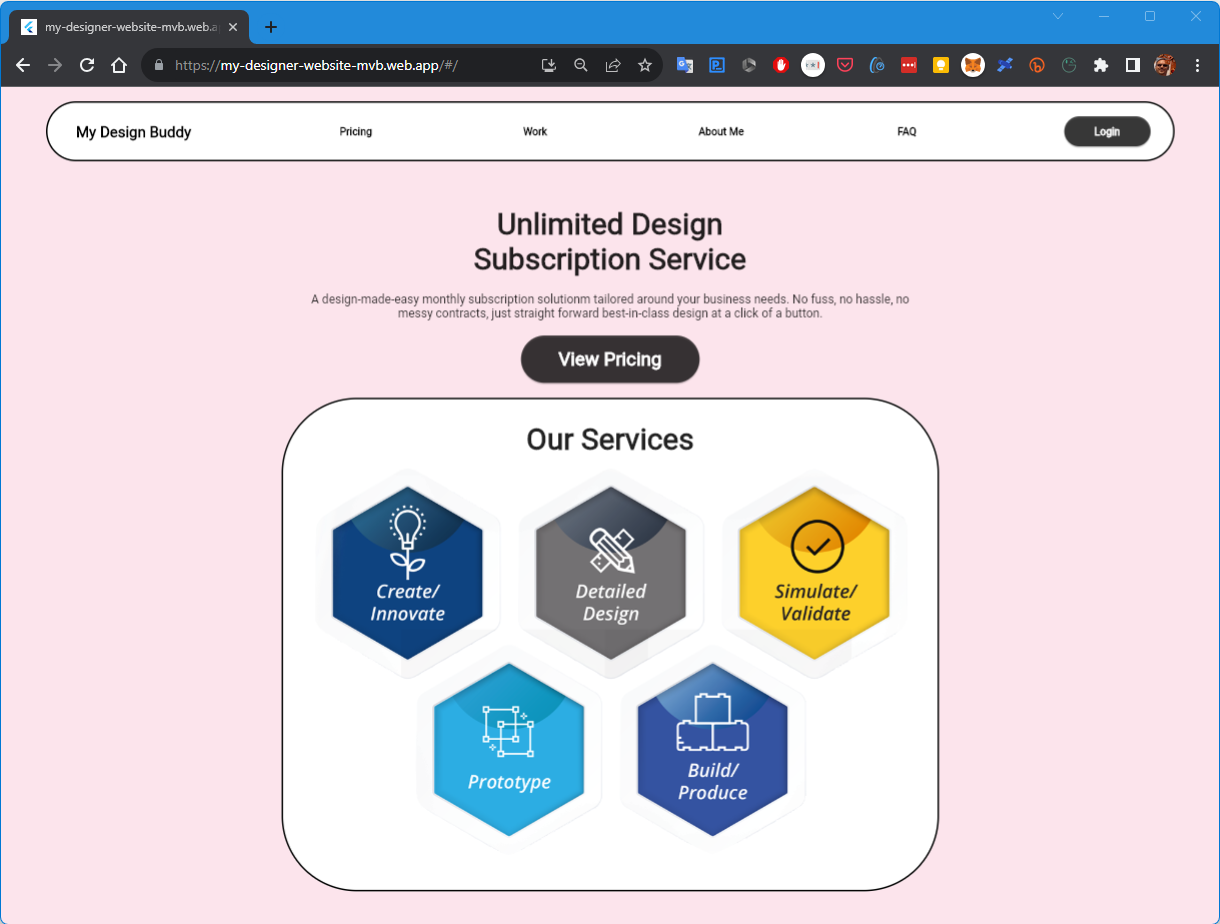 my-designer-website-mvb.web.a
https://my-designer-website-mvb.web.app/#/
My Design Buddy
Pricing
Work
About Me
FAQ
Login
Unlimited Design
Subscription Service
A design-made-easy monthly subscription solutionm tailored around your business needs. No fuss, no hassle, no
messy contracts, just straight forward best-in-class design at a click of a button.
View Pricing
Our Services
Create/
Innovate
Detailed
Design
Simulate/
Validate
Prototype
Build/
Produce